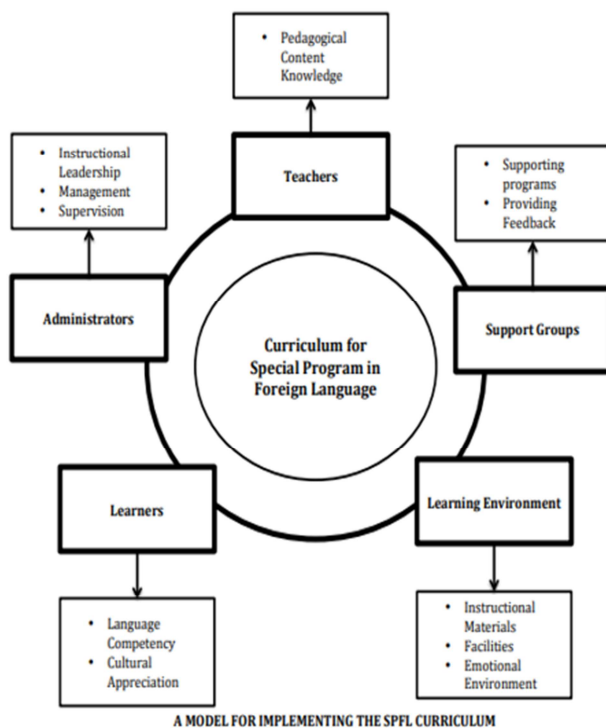 • Pedagogical
Content
Knowledge
Teachers
• Instructional
Leadership
• Management
• Supervision
Administrators
• Supporting
programs
• Providing
Feedback
Support Groups
Curriculum for
Special Program in
Foreign Language
Learners
• Language
Competency
• Cultural
Appreciation
Learning Environment
• Instructional
Materials
• Facilities
• Emotional
Environment
A MODEL FOR IMPLEMENTING THE SPFL CURRICULUM